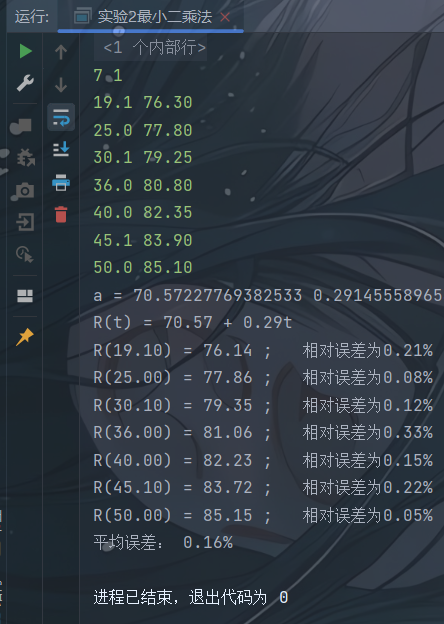 运行: 实验2最小二乘法
<1 个内部行>
7 1
19.1 76.30
25.0 77.80
30.1 79.25
36.0 80.80
40.0 82.35
45.1 83.90
50.0 85.10
a = 70.57227769382533 0.29145558965
R(t) = 70.57 + 0.29t
R(19.10) = 76.14 ; 相对误差为0.21%
R(25.00) = 77.86 ; 相对误差为0.08%
R(30.10) = 79.35 ; 相对误差为0.12%
R(36.00) = 81.06 ; 相对误差为0.33%
R(40.00) = 82.23 ; 相对误差为0.15%
R(45.10) = 83.72 ; 相对误差为0.22%
R(50.00) = 85.15 ; 相对误差为0.05%
平均误差: 0.16%
进程已结束，退出代码为 0